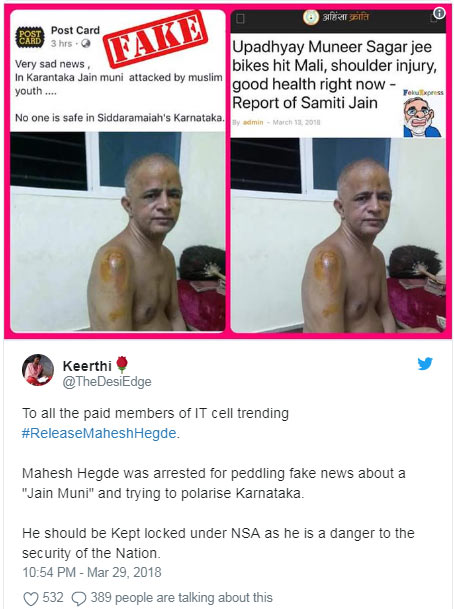 POST CARD
Post Card
3 hrs
FAKE
Very sad news ,
In Karantaka Jain muni attacked by muslim
youth ....
No one is safe in Siddaramaiah's Karnataka.
अहिंसा क्रांति
Upadhyay Muneer Sagar jee
bikes hit Mali, shoulder injury,
good health right now -
Report of Samiti Jain
By admin - March 13, 2018
FekuExpress
Keerthi
@TheDesiEdge
To all the paid members of IT cell trending
#ReleaseMaheshHegde.
Mahesh Hegde was arrested for peddling fake news about a
"Jain Muni" and trying to polarise Karnataka.
He should be Kept locked under NSA as he is a danger to the
security of the Nation.
10:54 PM - Mar 29, 2018
532 389 people are talking about this